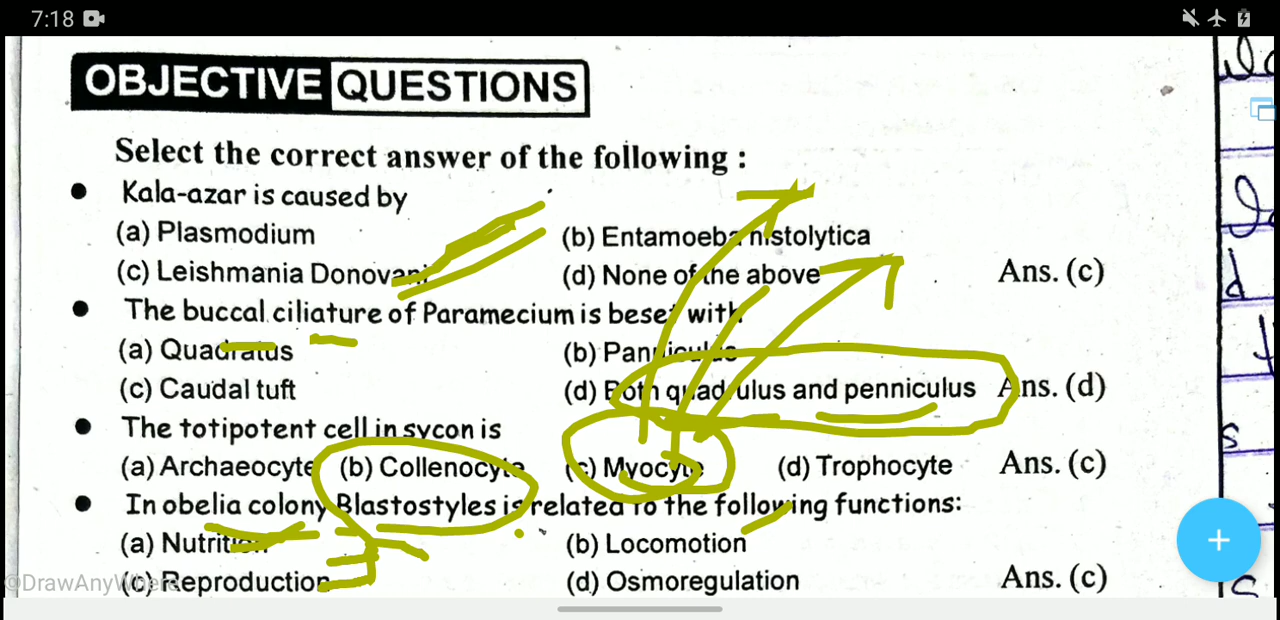 7:18
OBJECTIVE QUESTIONS
Select the correct answer of the following :
• Kala-azar is caused by
(a) Plasmodium (b) Entamoeba histolytica
(c) Leishmania Donovani (d) None of the above Ans. (c)
• The buccal ciliature of Paramecium is beset with
(a) Quadratus (b) Panniculus
(c) Caudal tuft (d) Both quadrulus and penniculus Ans. (d)
• The totipotent cell in sycon is
(a) Archaeocyte (b) Collenocyte (c) Myocyte (d) Trophocyte Ans. (c)
• In obelia colony Blastostyles is related to the following functions:
(a) Nutrition (b) Locomotion
@DrawAnyWhere (c) Reproduction (d) Osmoregulation Ans. (c)